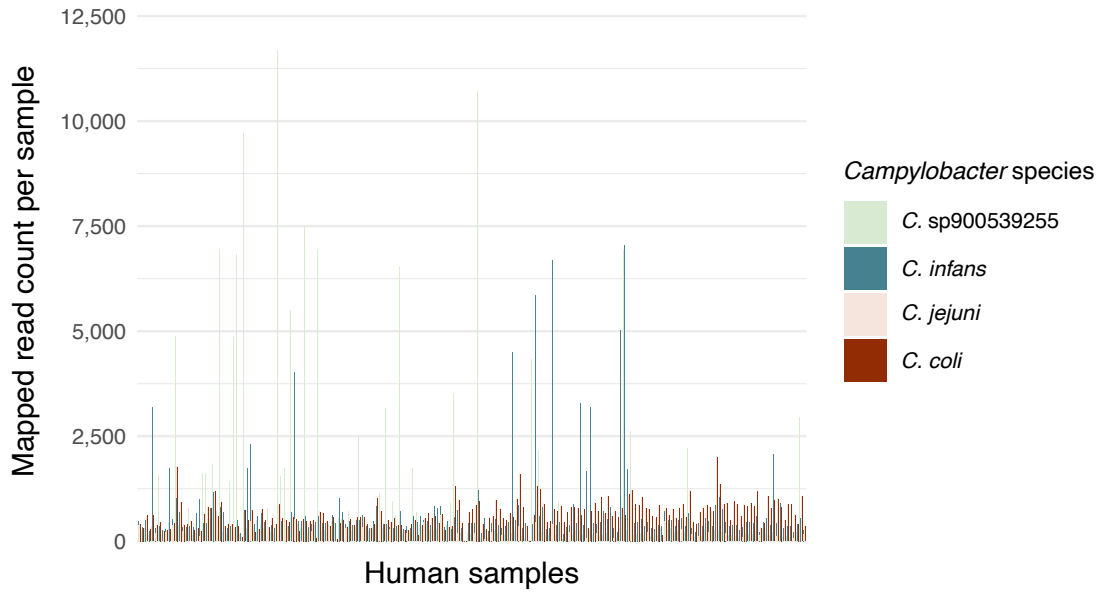 Mapped read count per sample
12,500
10,000
7,500
5,000
2,500
0
Human samples
Campylobacter species
C. sp900539255
C. infans
C. jejuni
C. coli